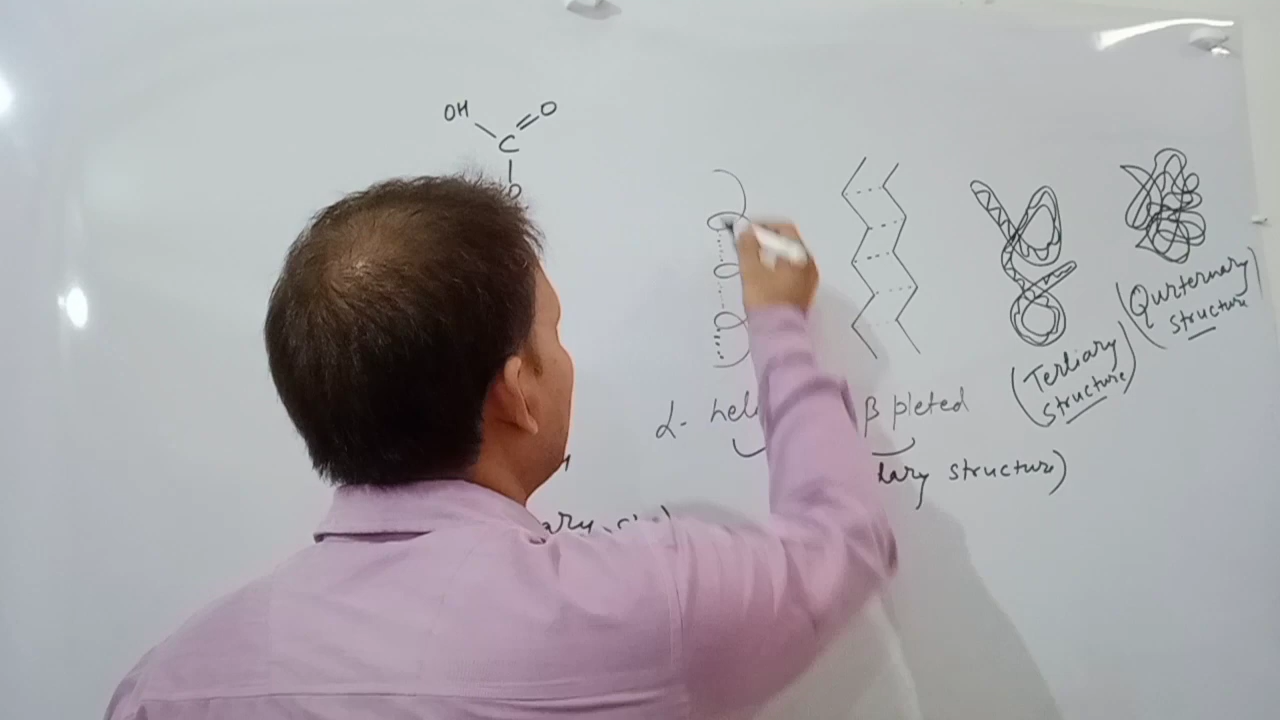 OH
O
C
α-
β pleted
structure)
(Tertiary
structure)
(Qurternary
structure)